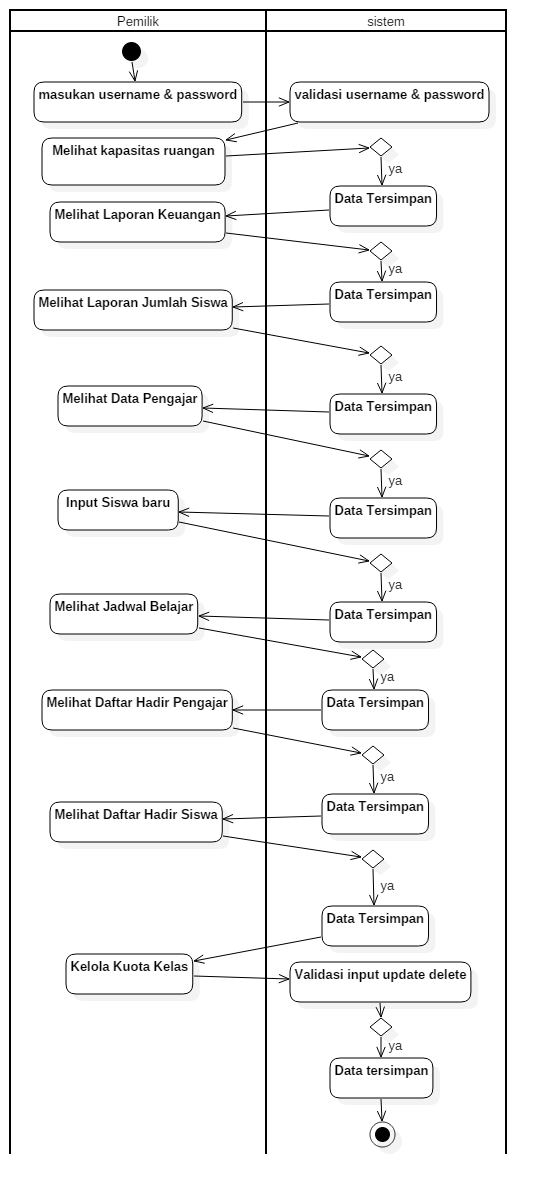 Pemilik
sistem
masukan username & password
validasi username & password
Melihat kapasitas ruangan
ya
Data Tersimpan
Melihat Laporan Keuangan
ya
Data Tersimpan
Melihat Laporan Jumlah Siswa
ya
Data Tersimpan
Melihat Data Pengajar
ya
Data Tersimpan
Input Siswa baru
ya
Data Tersimpan
Melihat Jadwal Belajar
ya
Data Tersimpan
Melihat Daftar Hadir Pengajar
ya
Data Tersimpan
Melihat Daftar Hadir Siswa
ya
Data Tersimpan
Kelola Kuota Kelas
Validasi input update delete
ya
Data tersimpan